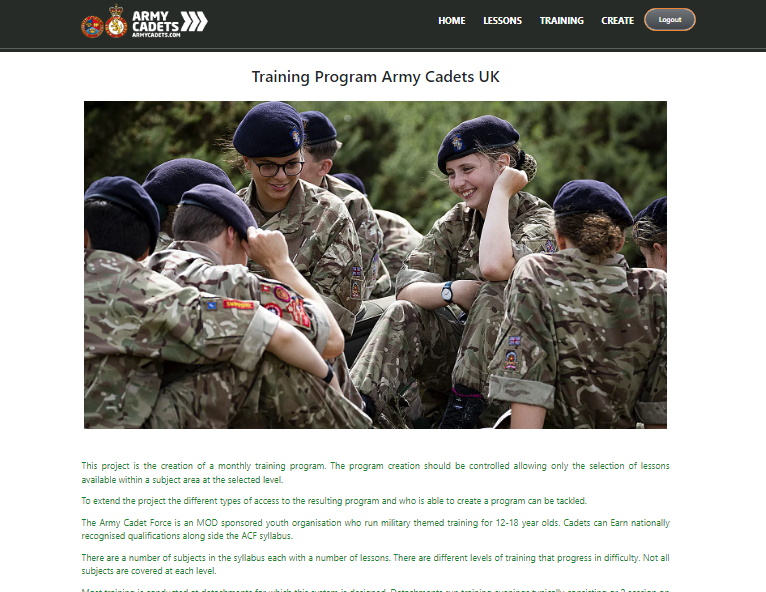 ARMY
CADETS
ARMYCADETS.COM
HOME LESSONS TRAINING CREATE Logout
Training Program Army Cadets UK
This project is the creation of a monthly training program. The program creation should be controlled allowing only the selection of lessons
available within a subject area at the selected level.
To extend the project the different types of access to the resulting program and who is able to create a program can be tackled.
The Army Cadet Force is an MOD sponsored youth organisation who run military themed training for 12-18 year olds. Cadets can Earn nationally
recognised qualifications along side the ACF syllabus.
There are a number of subjects in the syllabus each with a number of lessons. There are different levels of training that progress in difficulty. Not all
subjects are covered at each level.